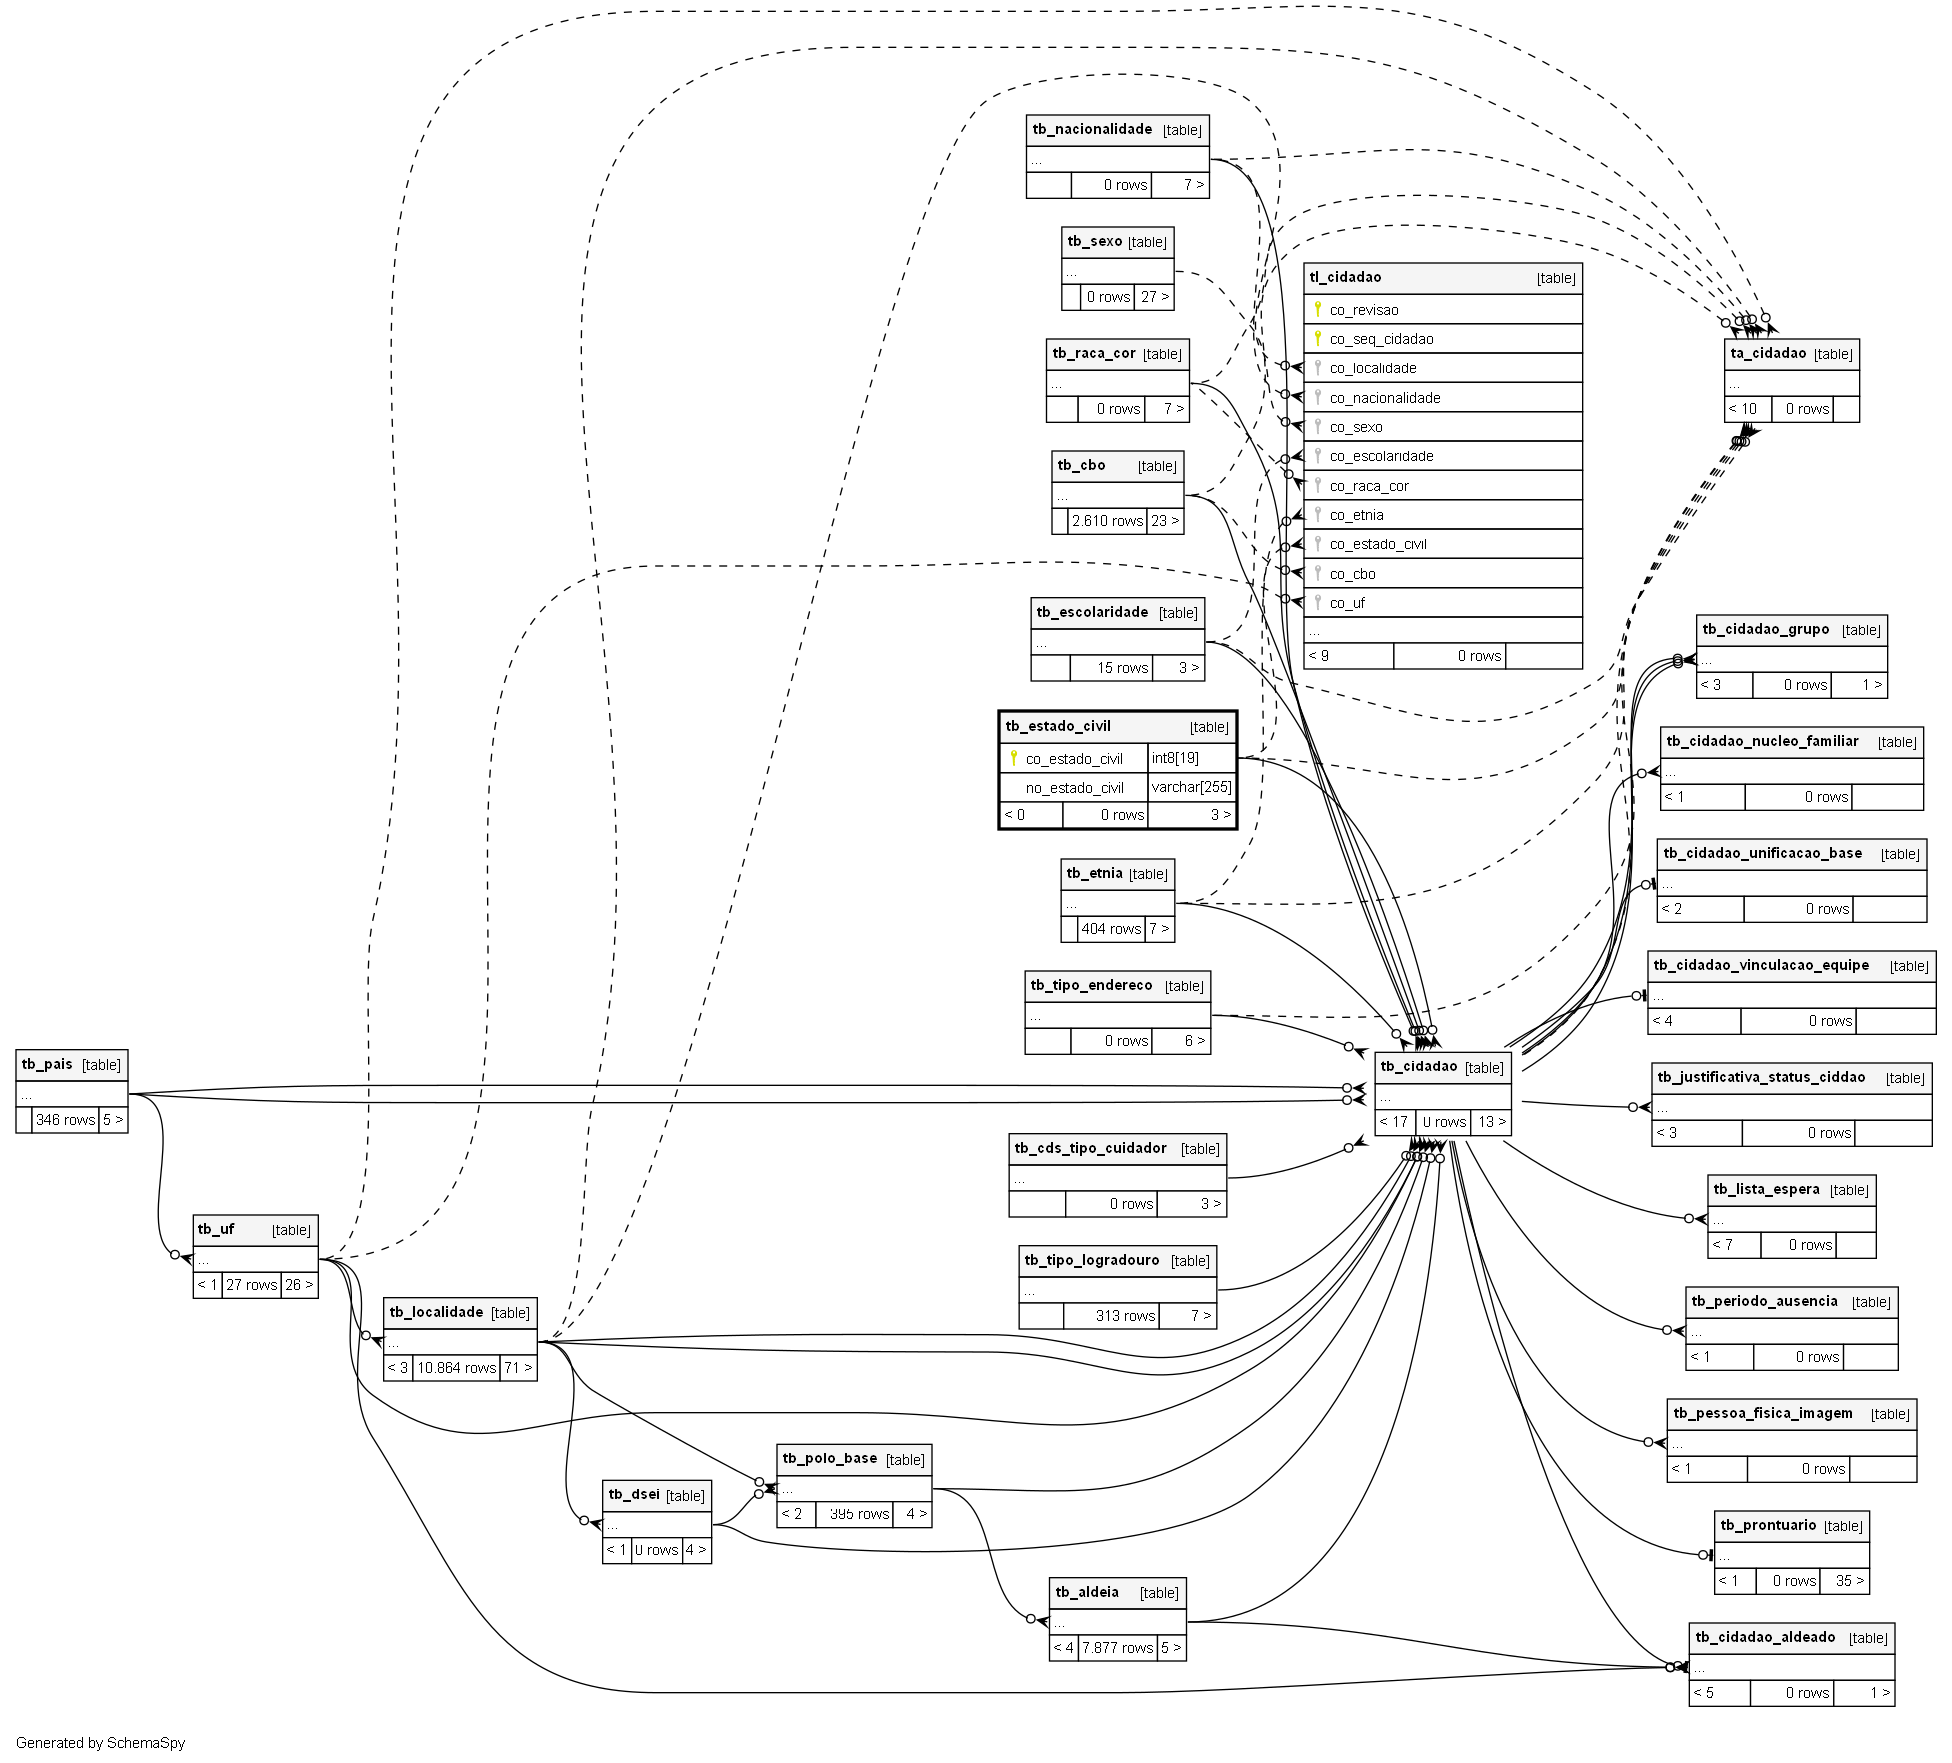 tb_nacionalidade [table]
...
0 rows 7 >
tb_sexo [table]
...
0 rows 27 >
tb_raca_cor [table]
...
0 rows 7 >
tb_cbo [table]
...
2.610 rows 23 >
tb_escolaridade [table]
...
15 rows 3 >
tb_estado_civil [table]
co_estado_civil int8[19]
no_estado_civil varchar[255]
< 0 0 rows 3 >
tb_etnia [table]
...
404 rows 7 >
tb_tipo_endereco [table]
...
0 rows 6 >
tb_cds_tipo_cuidador [table]
...
0 rows 3 >
tb_tipo_logradouro [table]
...
313 rows 7 >
tb_pais [table]
...
346 rows 5 >
tb_uf [table]
...
< 1 27 rows 26 >
tb_localidade [table]
...
< 3 10.864 rows 71 >
tb_dsei [table]
...
< 1 0 rows 4 >
tb_polo_base [table]
...
< 2 395 rows 4 >
tb_aldeia [table]
...
< 4 7.877 rows 5 >
tl_cidadao [table]
co_revisao
co_seq_cidadao
co_localidade
co_nacionalidade
co_sexo
co_escolaridade
co_raca_cor
co_etnia
co_estado_civil
co_cbo
co_uf
...
< 9 0 rows
tb_cidadao [table]
...
< 17 0 rows 13 >
ta_cidadao [table]
...
< 10 0 rows
tb_cidadao_grupo [table]
...
< 3 0 rows 1 >
tb_cidadao_nucleo_familiar [table]
...
< 1 0 rows
tb_cidadao_unificacao_base [table]
...
< 2 0 rows
tb_cidadao_vinculacao_equipe [table]
...
< 4 0 rows
tb_justificativa_status_ciddao [table]
...
< 3 0 rows
tb_lista_espera [table]
...
< 7 0 rows
tb_periodo_ausencia [table]
...
< 1 0 rows
tb_pessoa_fisica_imagem [table]
...
< 1 0 rows
tb_prontuario [table]
...
< 1 0 rows 35 >
tb_cidadao_aldeado [table]
...
< 5 0 rows 1 >
Generated by SchemaSpy